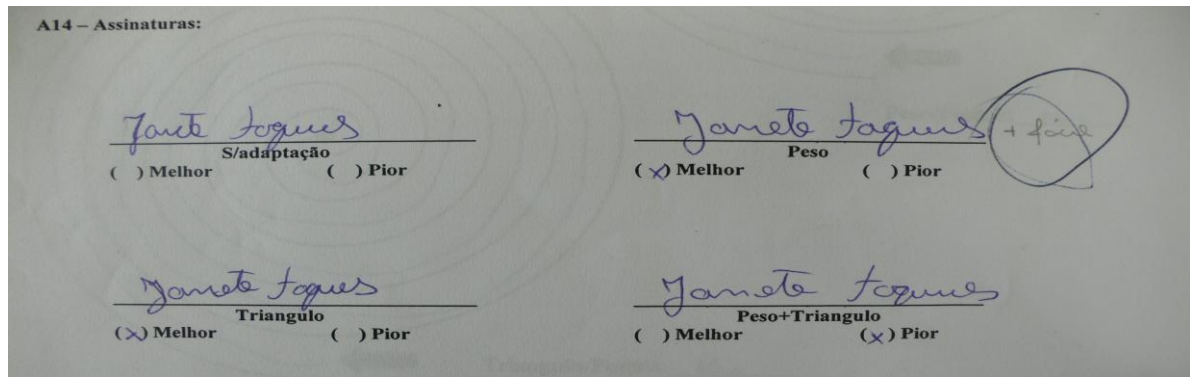 A14 – Assinaturas:
Janete Jaques Janete Jaques + fácil
S/adaptação Peso
( ) Melhor ( ) Pior (x) Melhor ( ) Pior
Janete Jaques Janete Jaques
Triangulo Peso+Triangulo
(x) Melhor ( ) Pior ( ) Melhor (x) Pior